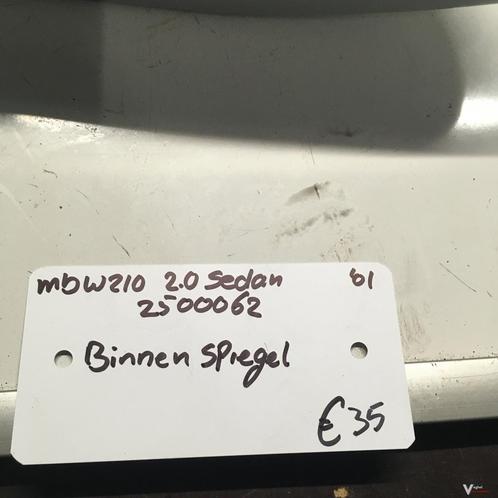 mbW210 2.0 Sedan '01
2500062
Binnen Spiegel
€35